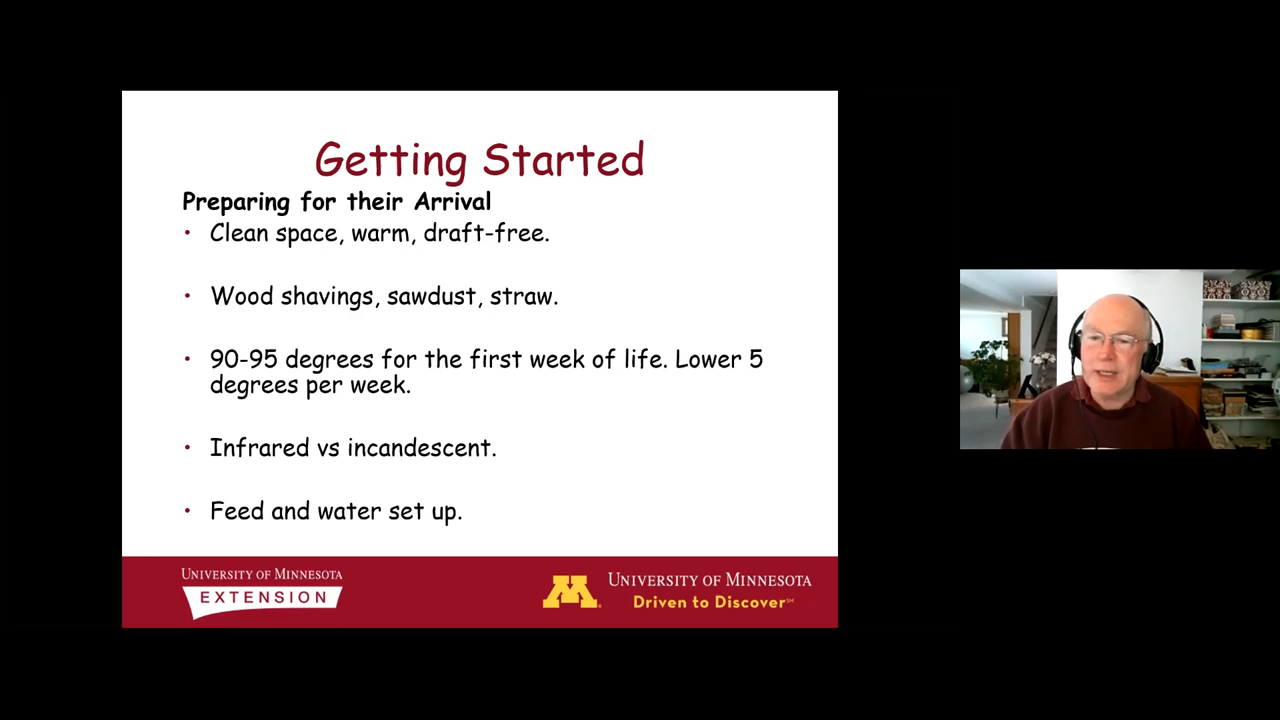 Getting Started
Preparing for their Arrival
• Clean space, warm, draft-free.
• Wood shavings, sawdust, straw.
• 90-95 degrees for the first week of life. Lower 5
degrees per week.
• Infrared vs incandescent.
• Feed and water set up.
UNIVERSITY OF MINNESOTA
EXTENSION
M
UNIVERSITY OF MINNESOTA
Driven to Discover℠